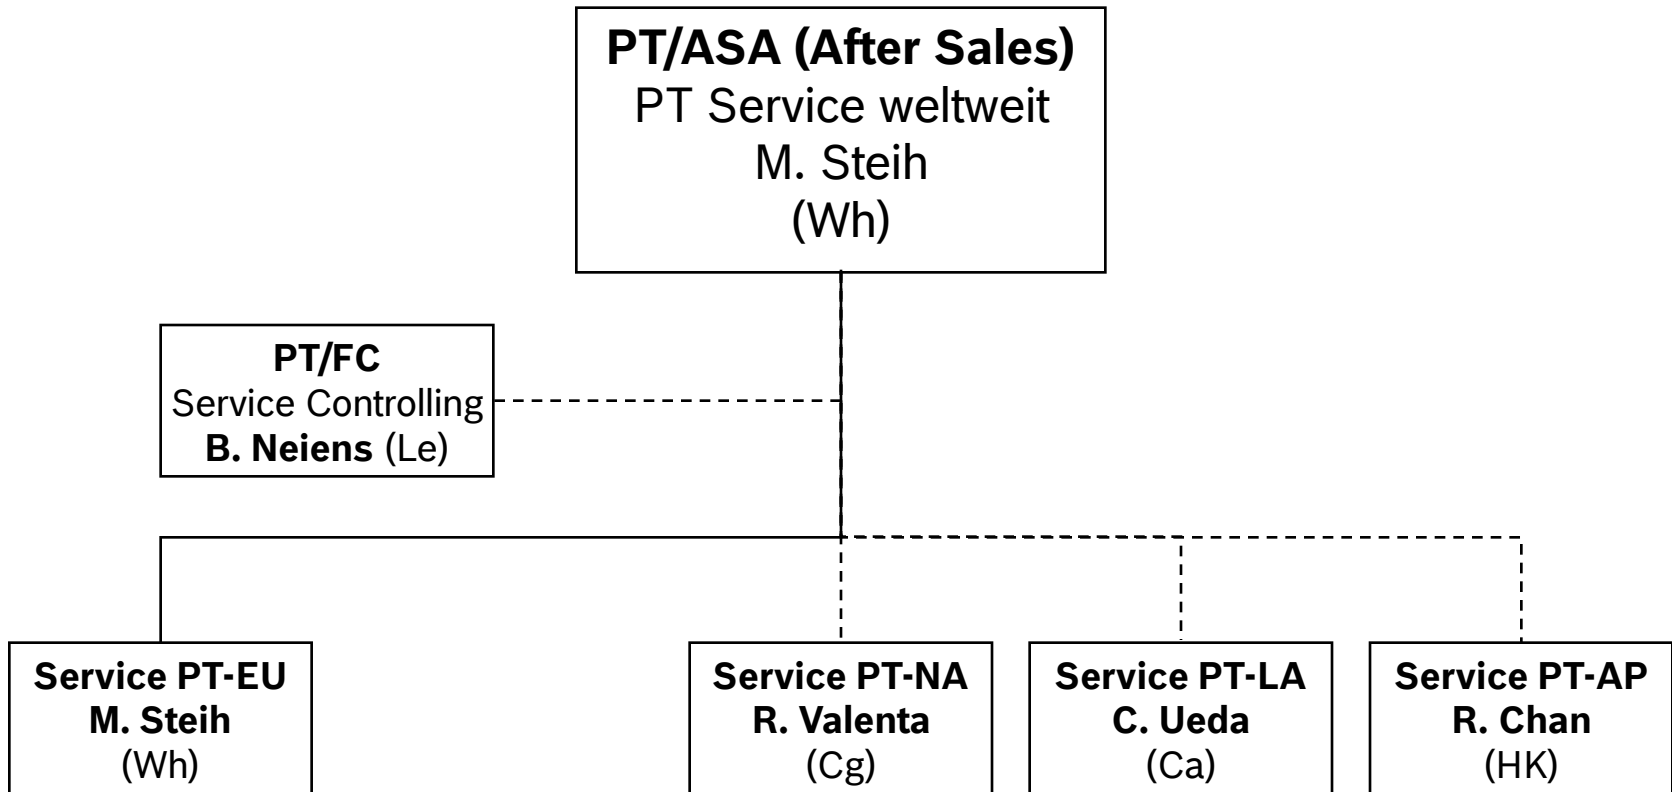 PT/ASA (After Sales)
PT Service weltweit
M. Steih
(Wh)
PT/FC
Service Controlling
B. Neiens (Le)
Service PT-EU
M. Steih
(Wh)
Service PT-NA
R. Valenta
(Cg)
Service PT-LA
C. Ueda
(Ca)
Service PT-AP
R. Chan
(HK)